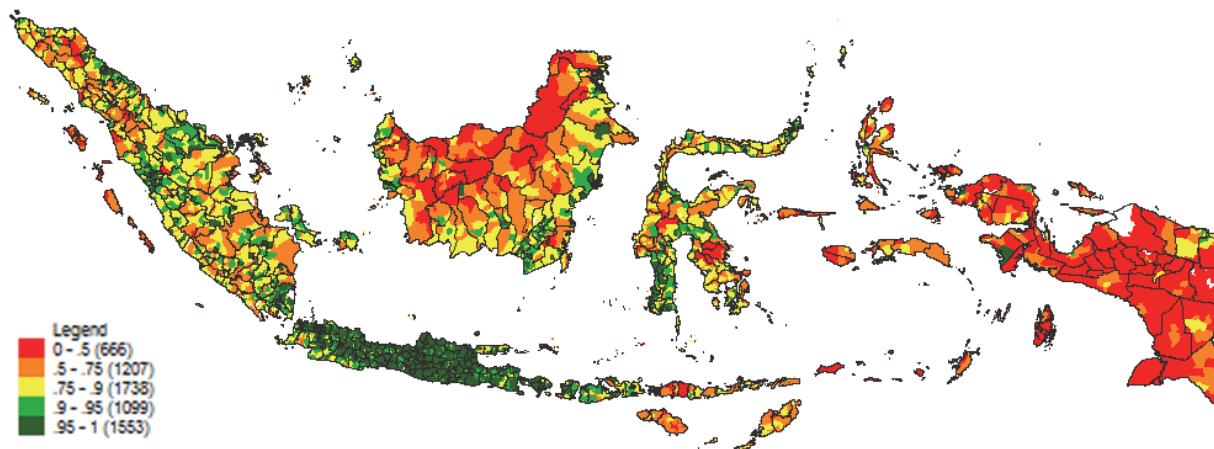 Legend
0 - .5 (666)
.5 - .75 (1207)
.75 - .9 (1738)
.9 - .95 (1099)
.95 - 1 (1553)